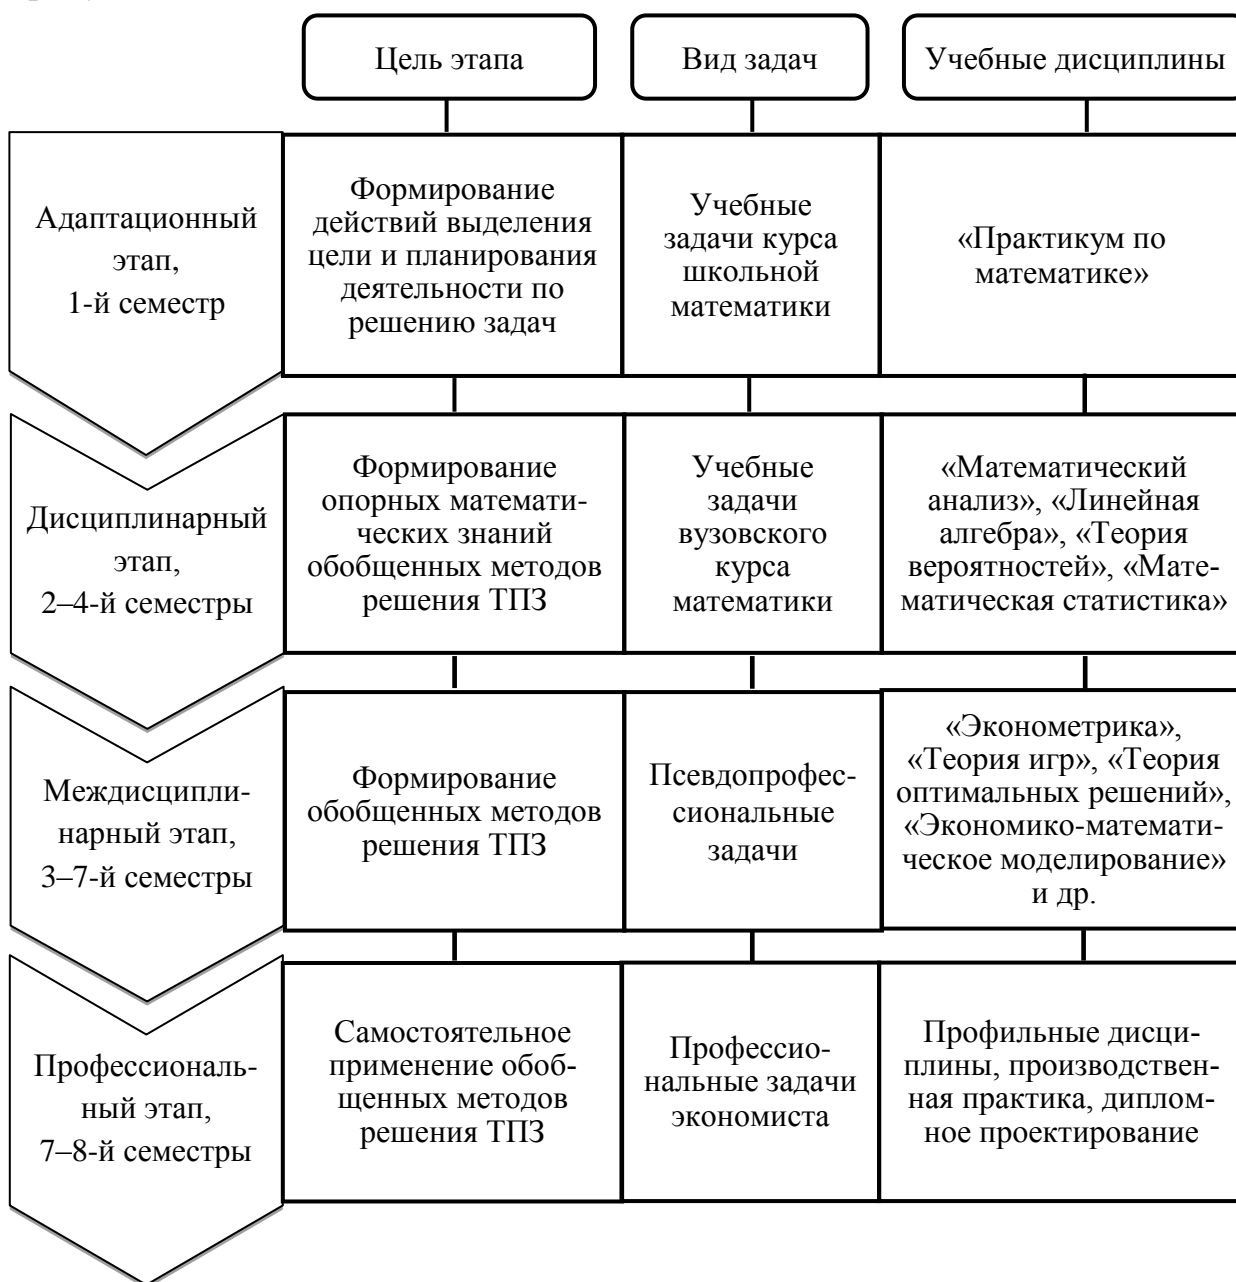 Цель этапа
Вид задач
Учебные дисциплины
Адаптационный
этап,
1-й семестр
Формирование
действий выделения
цели и планирования
деятельности по
решению задач
Учебные
задачи курса
школьной
математики
«Практикум по
математике»
Дисциплинарный
этап,
2–4-й семестры
Формирование
опорных математи-
ческих знаний
обобщенных методов
решения ТПЗ
Учебные
задачи
вузовского
курса
математики
«Математический
анализ», «Линейная
алгебра», «Теория
вероятностей», «Мате-
матическая статистика»
Междисципли-
нарный этап,
3–7-й семестры
Формирование
обобщенных методов
решения ТПЗ
Псевдопрофес-
сиональные
задачи
«Эконометрика»,
«Теория игр», «Теория
оптимальных решений»,
«Экономико-математи-
ческое моделирование»
и др.
Профессиональ-
ный этап,
7–8-й семестры
Самостоятельное
применение обоб-
щенных методов
решения ТПЗ
Профессио-
нальные задачи
экономиста
Профильные дисци-
плины, производствен-
ная практика, диплом-
ное проектирование